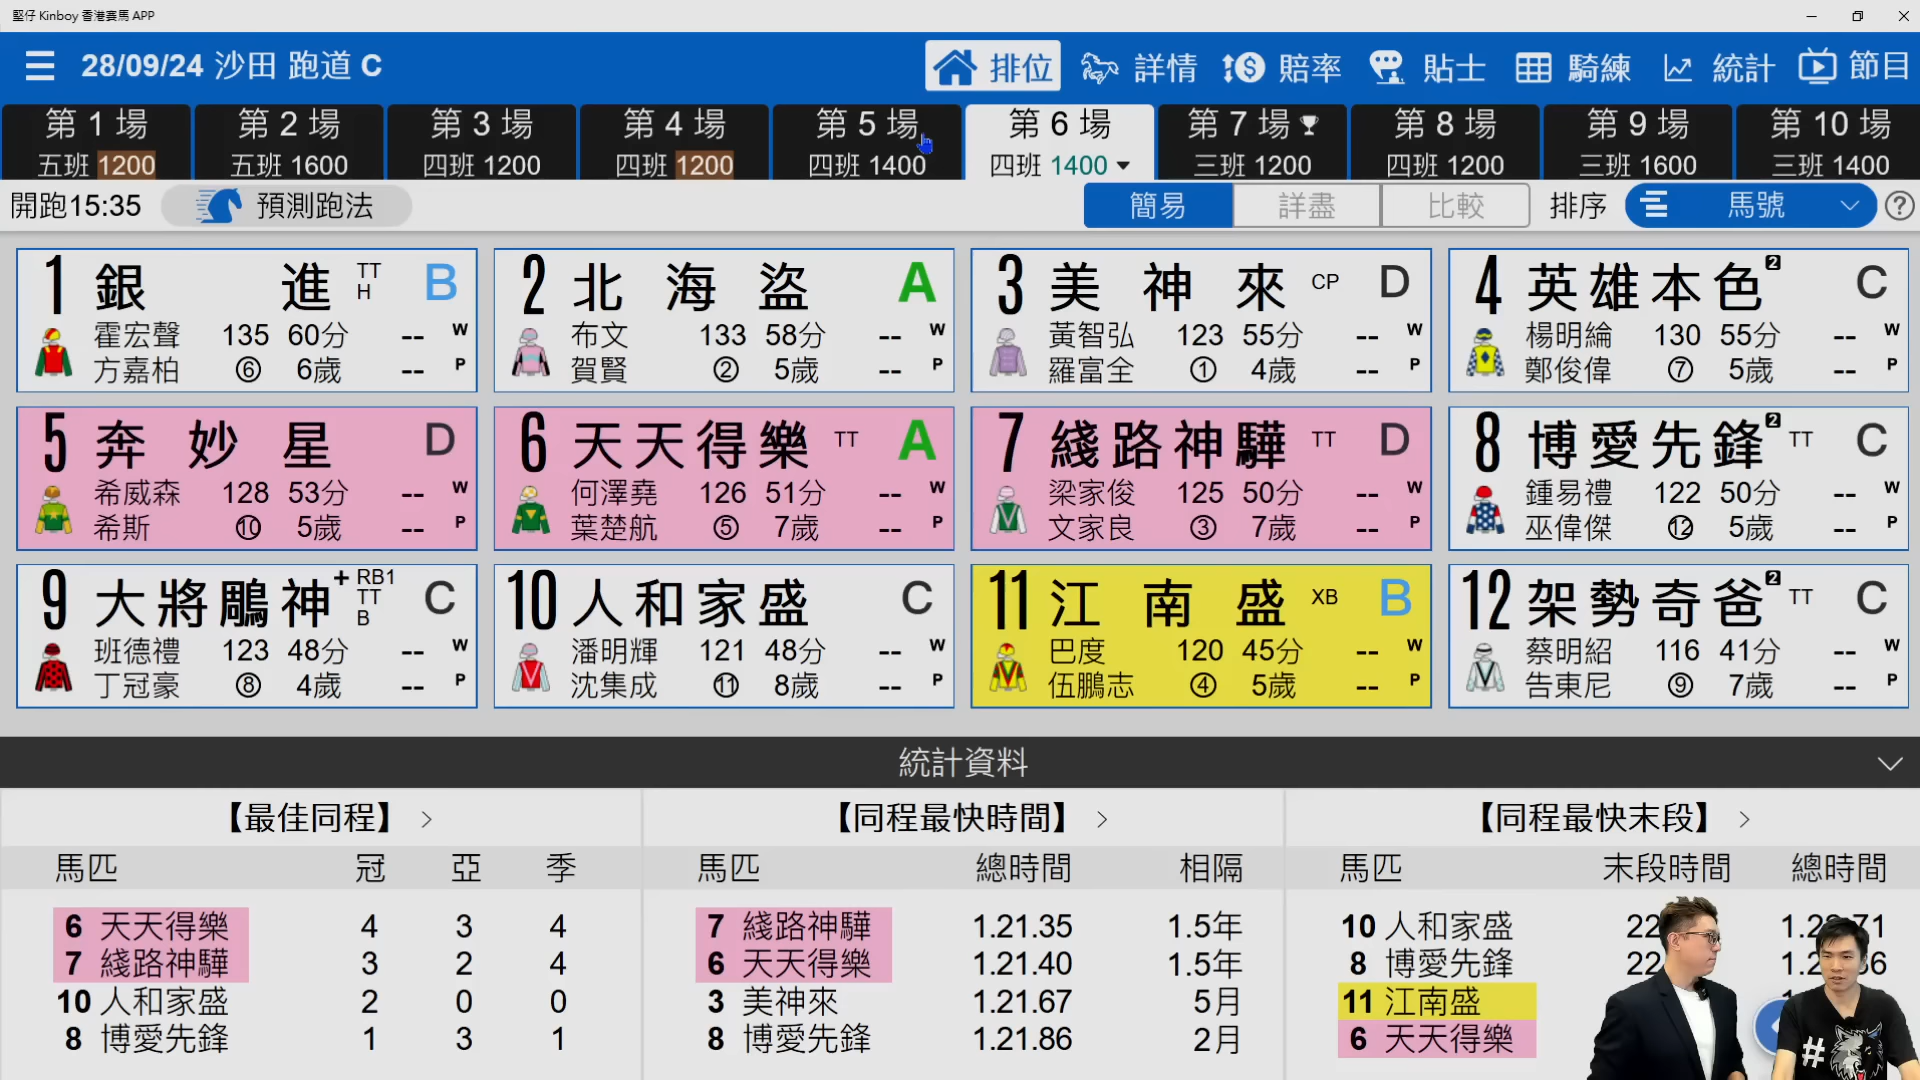 堅仔 Kinboy 香港賽馬 APP
28/09/24 沙田 跑道 C
排位 詳情 賠率 貼士 騎練 統計 節目
第 1 場 第 2 場 第 3 場 第 4 場 第 5 場 第 6 場 第 7 場 第 8 場 第 9 場 第 10 場
五班 1200 五班 1600 四班 1200 四班 1200 四班 1400 四班 1400 三班 1200 四班 1200 三班 1600 三班 1400
開跑15:35 預測跑法 簡易 詳盡 比較 排序 馬號 ?
1 銀進 TT H B
霍宏聲 135 60分 -- W
方嘉柏 ⑥ 6歲 -- P
2 北海盜 A
布文 133 58分 -- W
賀賢 ② 5歲 -- P
3 美神來 CP D
黃智弘 123 55分 -- W
羅富全 ① 4歲 -- P
4 英雄本色 2 C
楊明綸 130 55分 -- W
鄭俊偉 ⑦ 5歲 -- P
5 奔妙星 D
希威森 128 53分 -- W
希斯 ⑩ 5歲 -- P
6 天天得樂 TT A
何澤堯 126 51分 -- W
葉楚航 ⑤ 7歲 -- P
7 綫路神驊 TT D
梁家俊 125 50分 -- W
文家良 ③ 7歲 -- P
8 博愛先鋒 2 TT C
鍾易禮 122 50分 -- W
巫偉傑 ⑫ 5歲 -- P
9 大將鵰神 + RB1 TT B C
班德禮 123 48分 -- W
丁冠豪 ⑧ 4歲 -- P
10 人和家盛 C
潘明輝 121 48分 -- W
沈集成 ⑪ 8歲 -- P
11 江南盛 XB B
巴度 120 45分 -- W
伍鵬志 ④ 5歲 -- P
12 架勢奇爸 2 TT C
蔡明紹 116 41分 -- W
告東尼 ⑨ 7歲 -- P
統計資料
【最佳同程】 >
馬匹 冠 亞 季
6 天天得樂 4 3 4
7 綫路神驊 3 2 4
10 人和家盛 2 0 0
8 博愛先鋒 1 3 1
【同程最快時間】 >
馬匹 總時間 相隔
7 綫路神驊 1.21.35 1.5年
6 天天得樂 1.21.40 1.5年
3 美神來 1.21.67 5月
8 博愛先鋒 1.21.86 2月
【同程最快末段】 >
馬匹 末段時間 總時間
10 人和家盛
8 博愛先鋒
11 江南盛
6 天天得樂
#